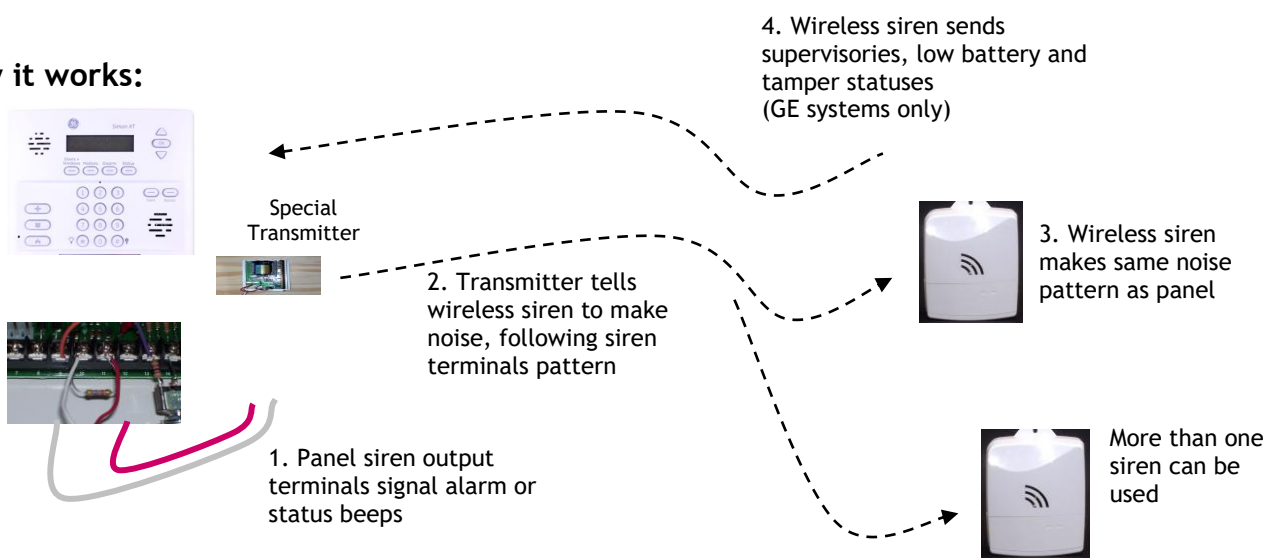 4. Wireless siren sends
supervisories, low battery and
tamper statuses
(GE systems only)
it works:
Simon XT
Special
Transmitter
2. Transmitter tells
wireless siren to make
noise, following siren
terminals pattern
3. Wireless siren
makes same noise
pattern as panel
1. Panel siren output
terminals signal alarm or
status beeps
More than one
siren can be
used